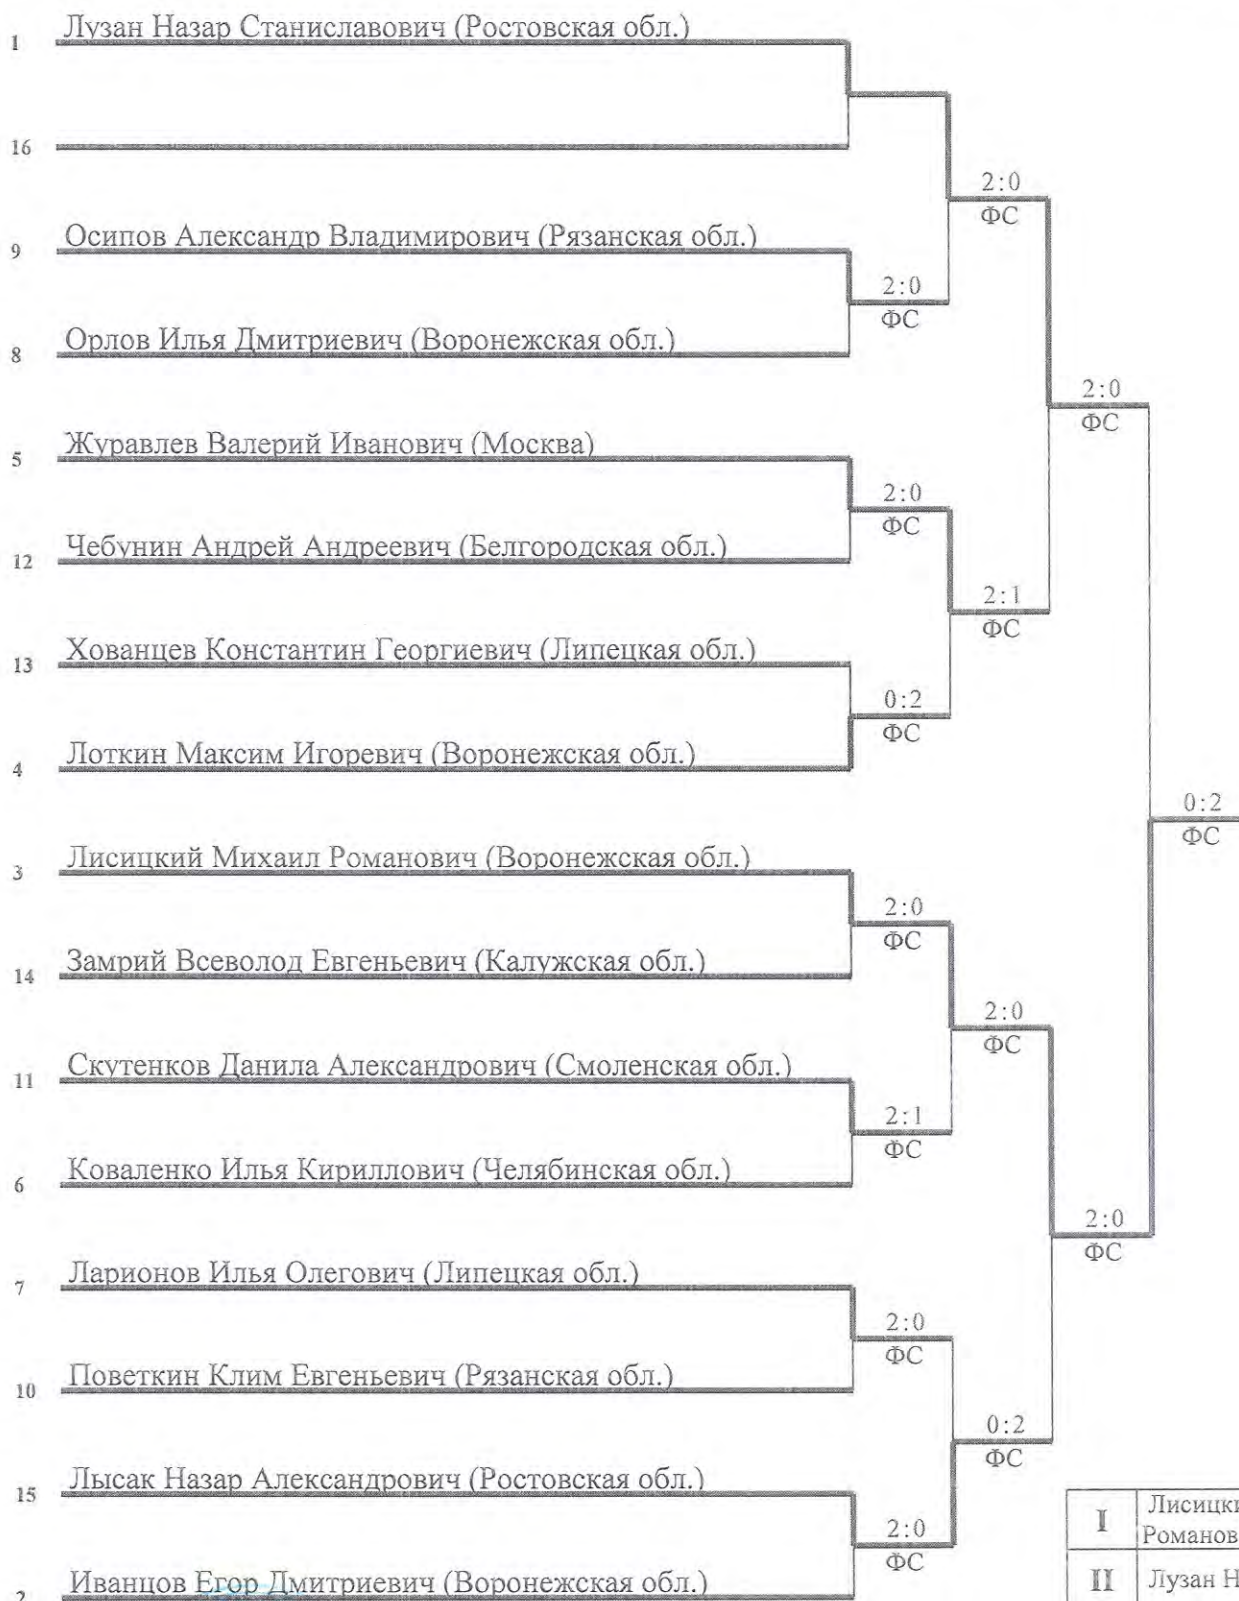 1 Лузан Назар Станиславович (Ростовская обл.)
16
2:0
ФС
9 Осипов Александр Владимирович (Рязанская обл.)
2:0
ФС
8 Орлов Илья Дмитриевич (Воронежская обл.)
2:0
ФС
5 Журавлев Валерий Иванович (Москва)
2:0
ФС
12 Чебунин Андрей Андреевич (Белгородская обл.)
2:1
ФС
13 Хованцев Константин Георгиевич (Липецкая обл.)
0:2
ФС
4 Лоткин Максим Игоревич (Воронежская обл.)
0:2
ФС
3 Лисицкий Михаил Романович (Воронежская обл.)
2:0
ФС
14 Замрий Всеволод Евгеньевич (Калужская обл.)
2:0
ФС
11 Скутенков Данила Александрович (Смоленская обл.)
2:1
ФС
6 Коваленко Илья Кириллович (Челябинская обл.)
2:0
ФС
7 Ларионов Илья Олегович (Липецкая обл.)
2:0
ФС
10 Поветкин Клим Евгеньевич (Рязанская обл.)
0:2
ФС
15 Лысак Назар Александрович (Ростовская обл.)
2:0
ФС
2 Иванцов Егор Дмитриевич (Воронежская обл.)
I Лисицки
Романов
II Лузан Н